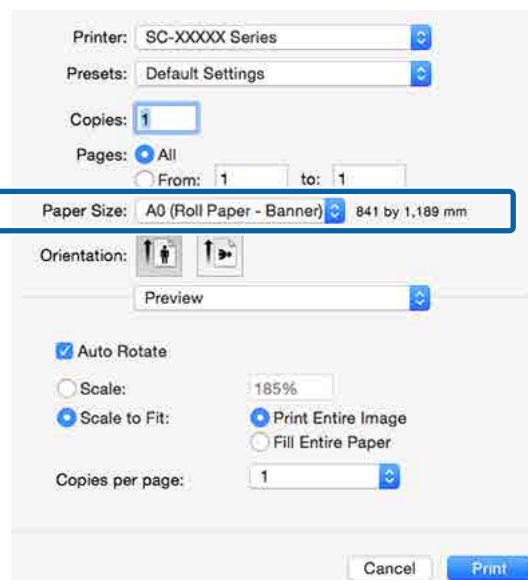 Printer: SC-XXXXX Series
Presets: Default Settings
Copies: 1
Pages: All
From: 1 to: 1
Paper Size: A0 (Roll Paper - Banner) 841 by 1,189 mm
Orientation:
Preview
Auto Rotate
Scale: 185%
Scale to Fit: Print Entire Image
Fill Entire Paper
Copies per page: 1
Cancel Print